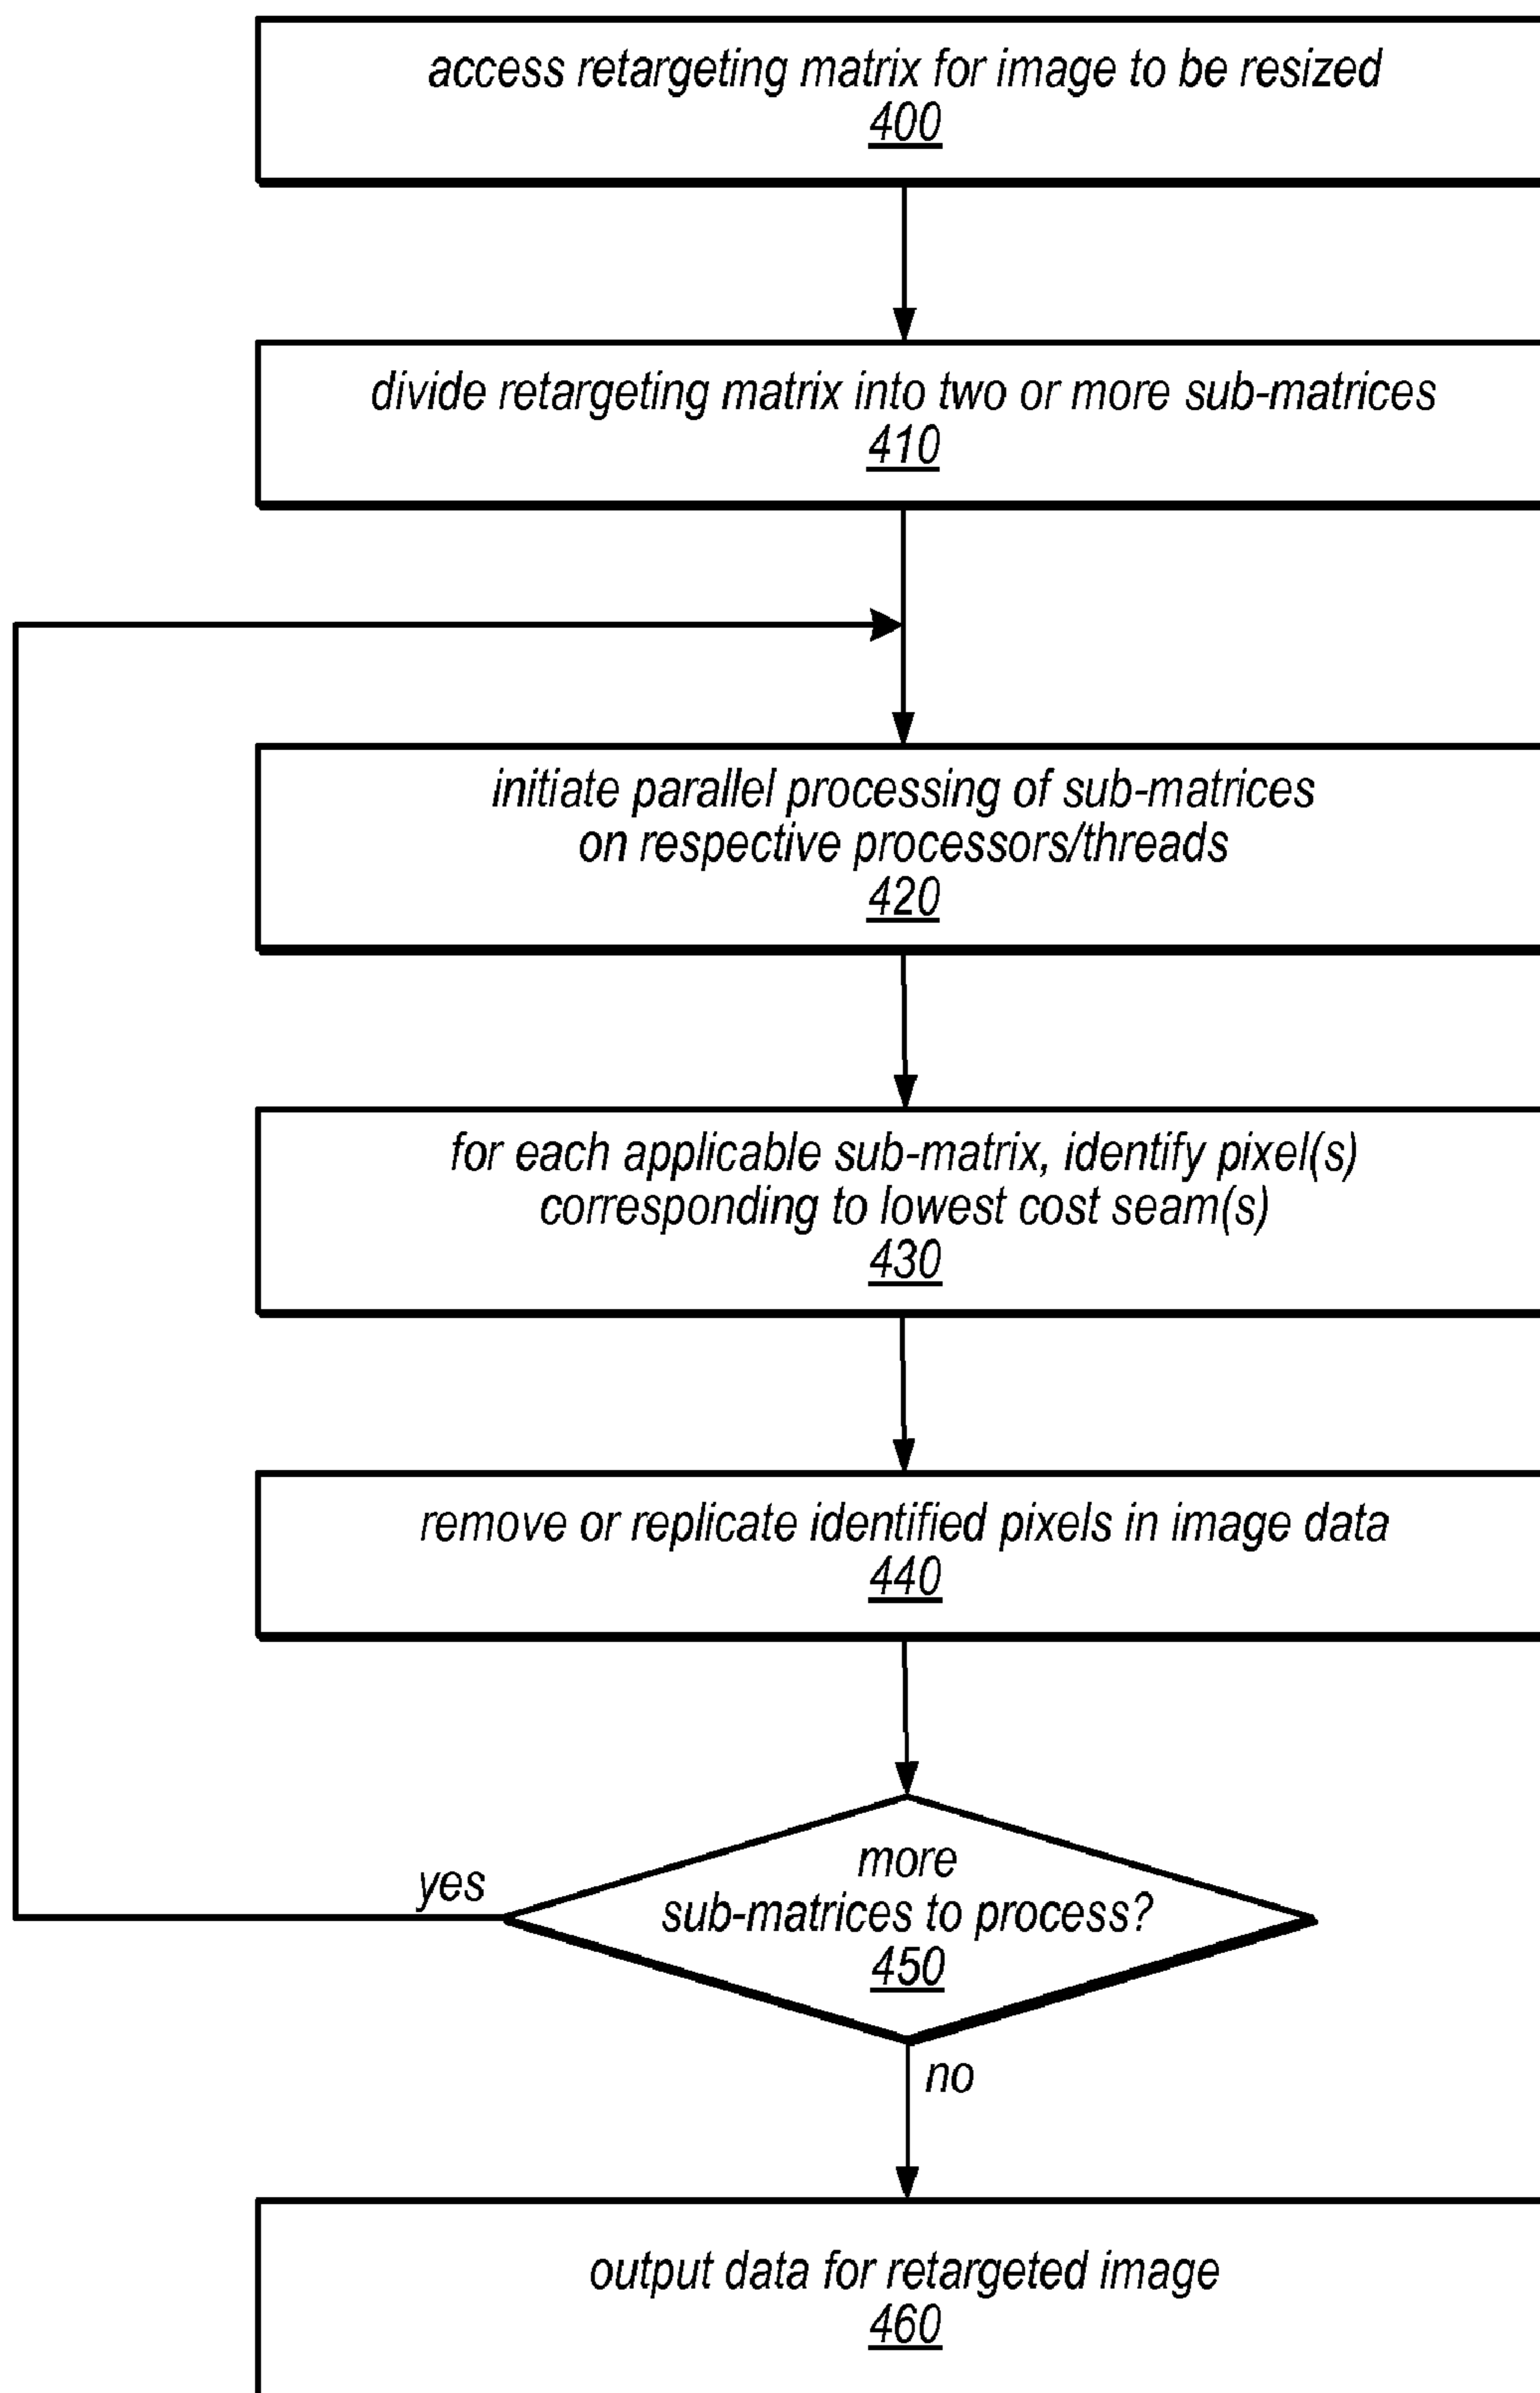 access retargeting matrix for image to be resized
400
divide retargeting matrix into two or more sub-matrices
410
initiate parallel processing of sub-matrices
on respective processors/threads
420
for each applicable sub-matrix, identify pixel(s)
corresponding to lowest cost seam(s)
430
remove or replicate identified pixels in image data
440
yes
more
sub-matrices to process?
450
no
output data for retargeted image
460